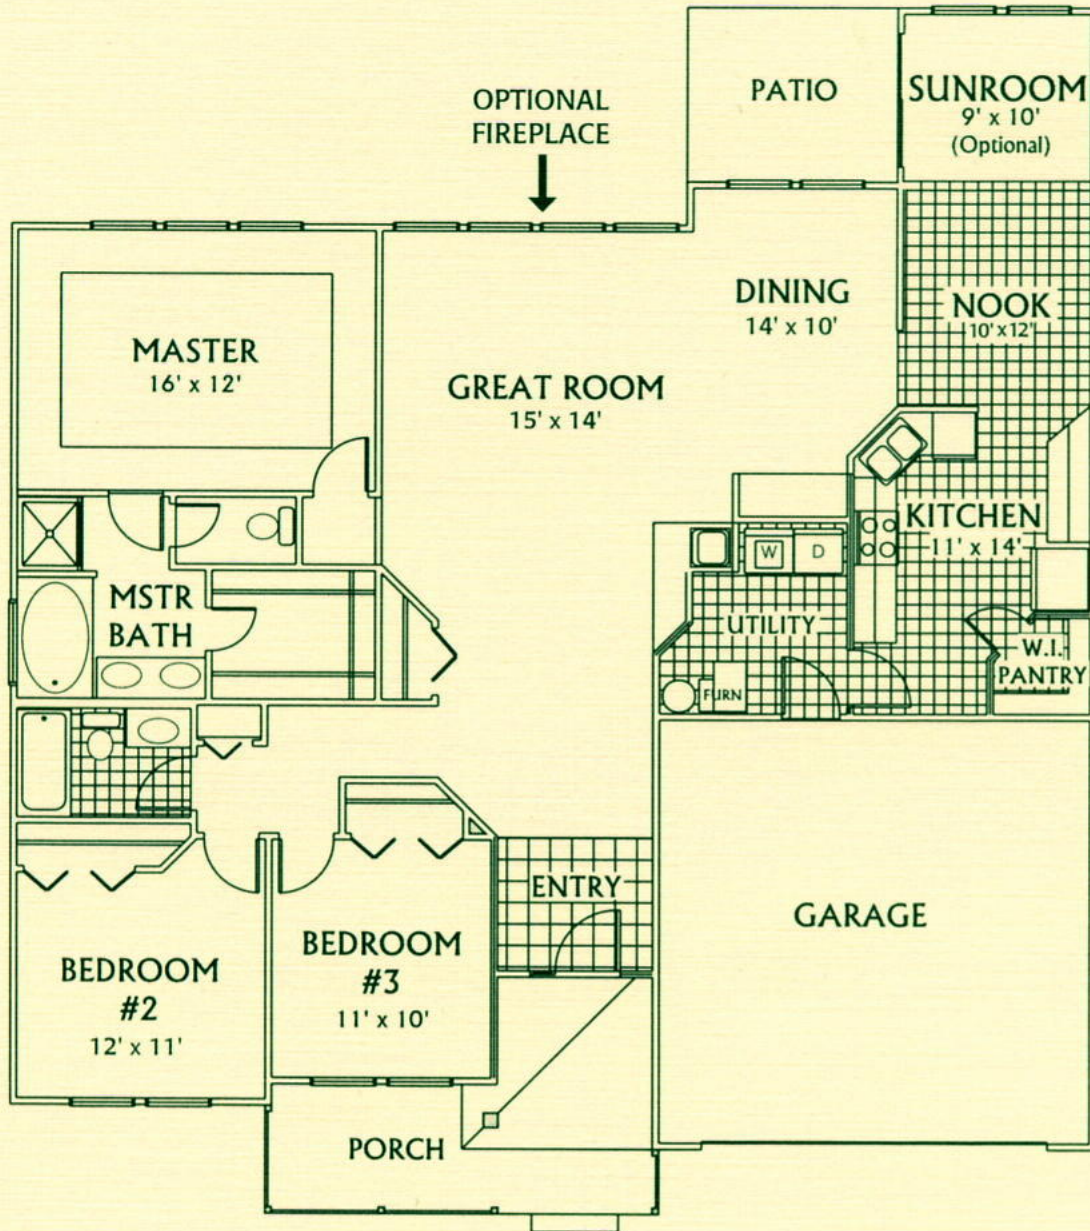 OPTIONAL
FIREPLACE
PATIO
SUNROOM
9' x 10'
(Optional)
MASTER
16' x 12'
GREAT ROOM
15' x 14'
DINING
14' x 10'
NOOK
10' x 12'
KITCHEN
11' x 14'
W D
MSTR
BATH
UTILITY
W.I.
PANTRY
FURN
ENTRY
GARAGE
BEDROOM
#2
12' x 11'
BEDROOM
#3
11' x 10'
PORCH